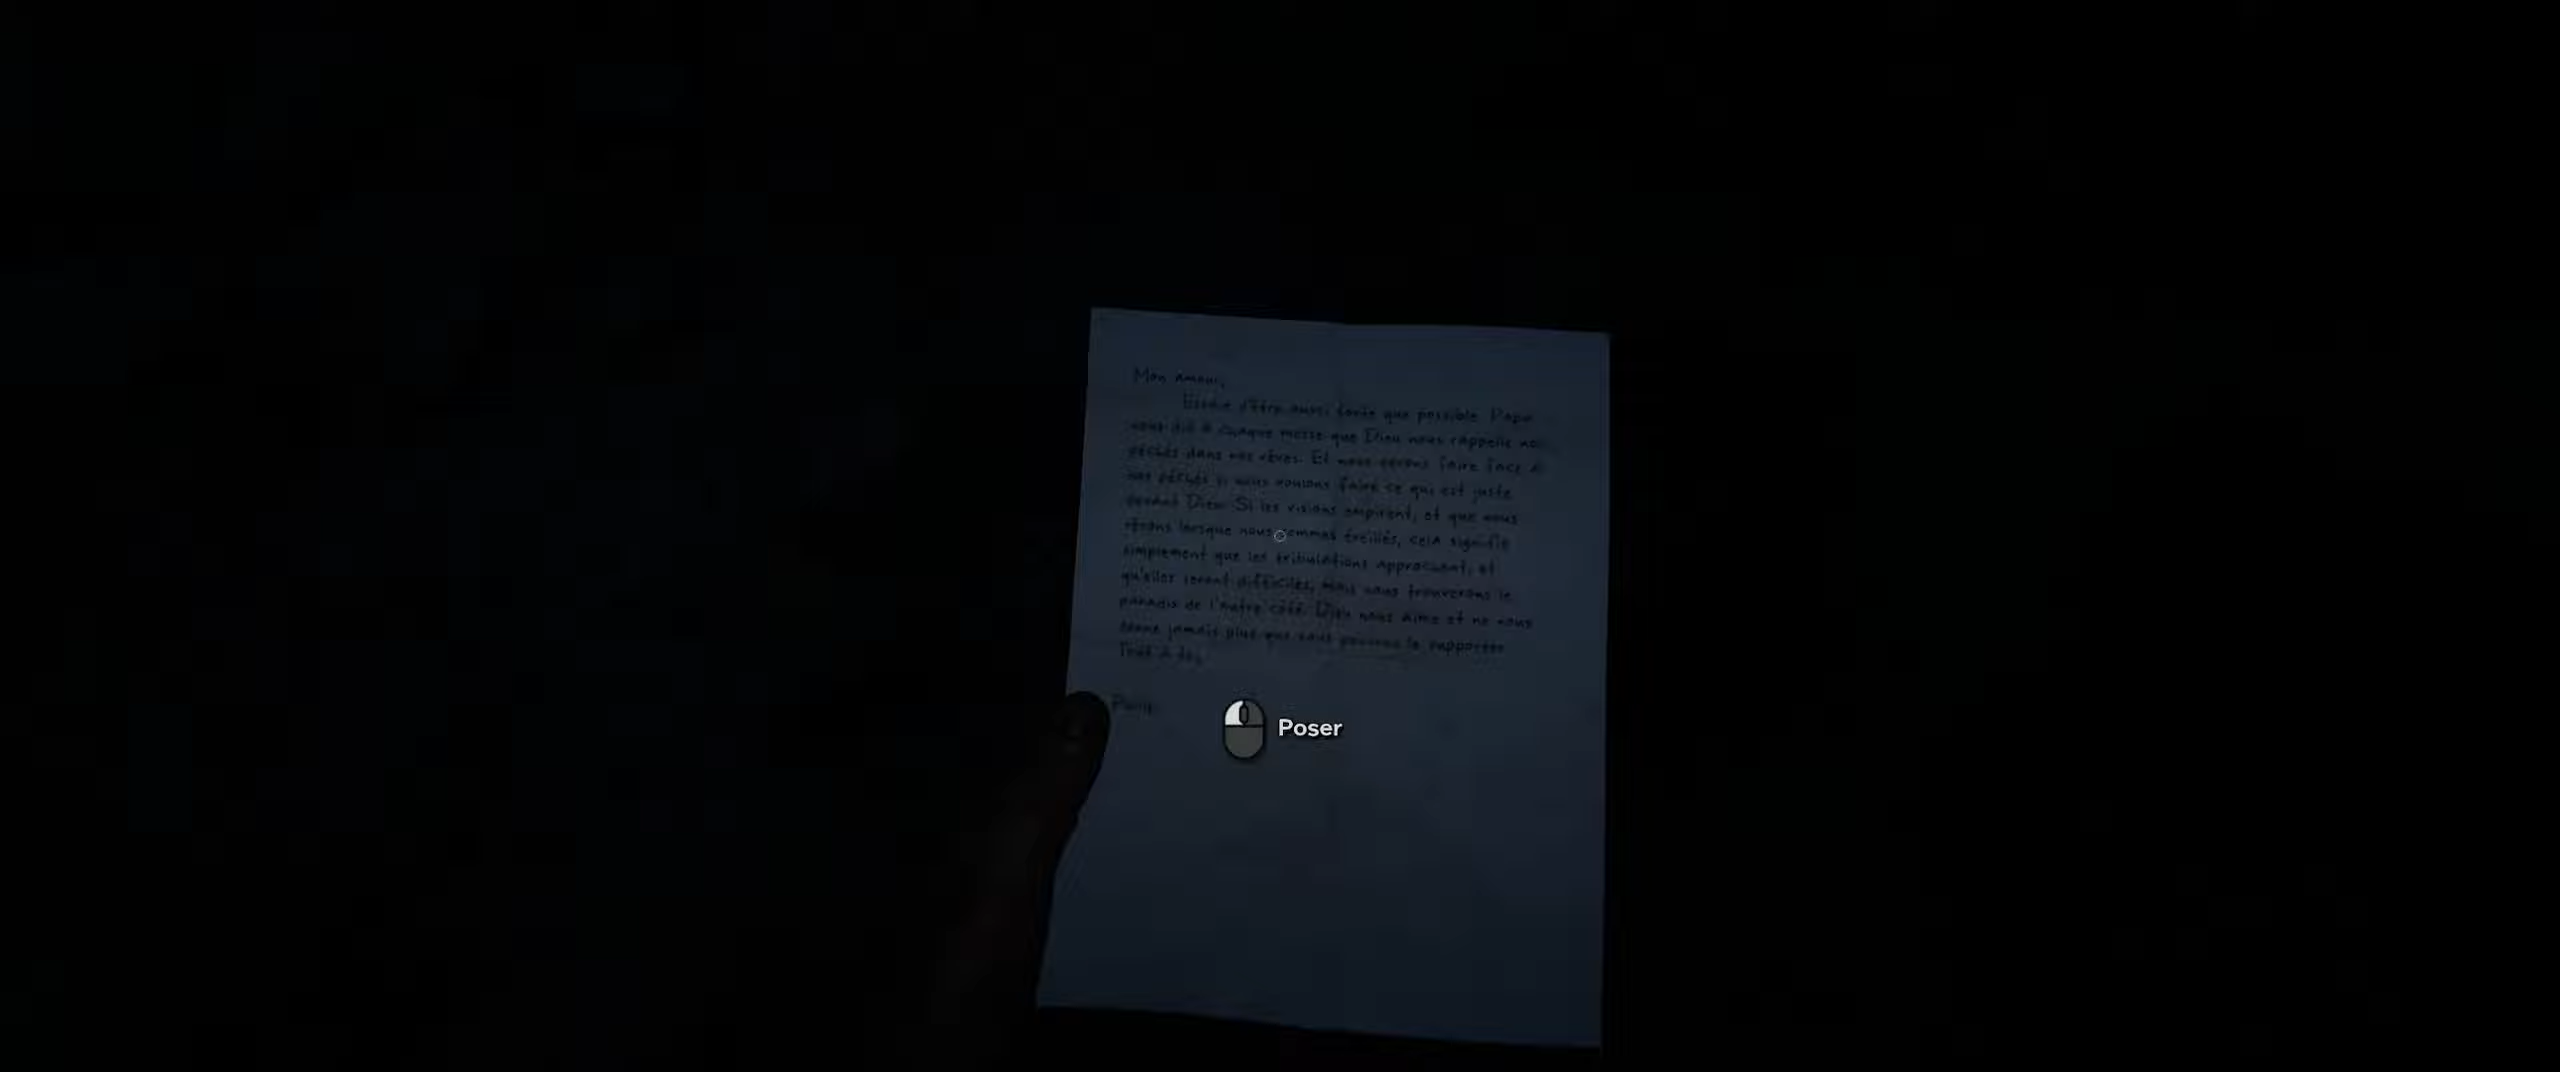 Mon amour,
Essaie d'être aussi forte que possible. Papa
nous dit à chaque messe que Dieu nous rappelle nos
péchés dans nos rêves. Et nous devons faire face à
nos péchés si nous voulons faire ce qui est juste
devant Dieu. Si les visions empirent, et que nous
rêvons lorsque nous sommes éveillés, cela signifie
simplement que les tribulations approchent, et
qu'elles seront difficiles, mais nous trouverons le
paradis de l'autre côté. Dieu nous aime et ne nous
donne jamais plus que nous pouvons le supporter.
Tout à toi,
Poser